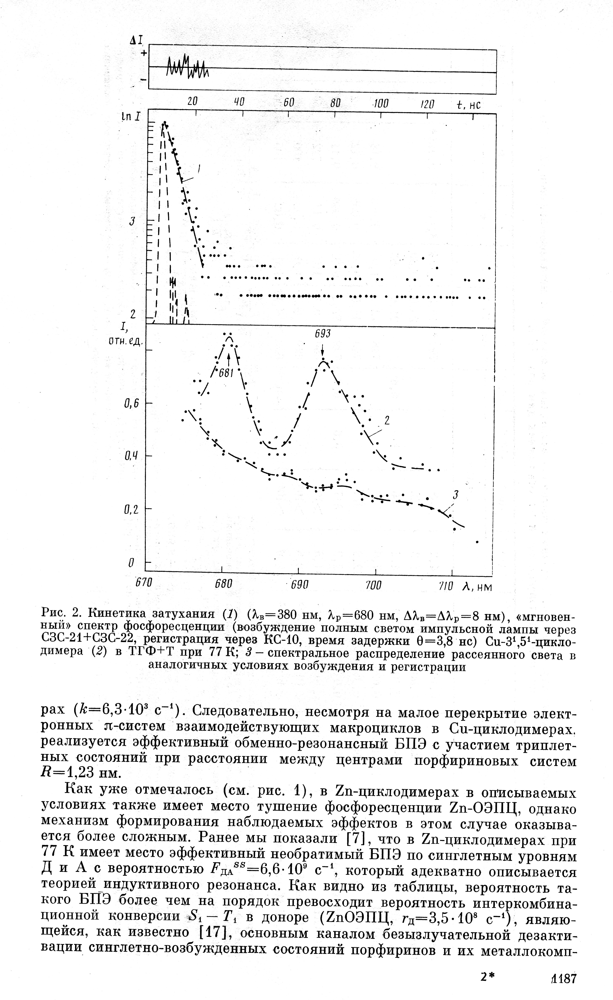 ΔI
+
−
20 40 60 80 100 120 t, нс
ln I
1
3
2
I,
отн. ед.
693
681
0,6
2
0,4
3
0,2
0
670 680 690 700 710 λ, нм
Рис. 2. Кинетика затухания (1) (λв=380 нм, λр=680 нм, Δλв=Δλр=8 нм), «мгновен-
ный» спектр фосфоресценции (возбуждение полным светом импульсной лампы через
СЗС-21+СЗС-22, регистрация через КС-10, время задержки θ=3,8 нс) Cu-3¹,5¹-цикло-
димера (2) в ТГФ+Т при 77 К; 3 – спектральное распределение рассеянного света в
аналогичных условиях возбуждения и регистрации
рах (k=6,3·10³ с⁻¹). Следовательно, несмотря на малое перекрытие элект-
ронных π-систем взаимодействующих макроциклов в Cu-циклодимерах.
реализуется эффективный обменно-резонансный БПЭ с участием триплет-
ных состояний при расстоянии между центрами порфириновых систем
R=1,23 нм.
Как уже отмечалось (см. рис. 1), в Zn-циклодимерах в описываемых
условиях также имеет место тушение фосфоресценции Zn-ОЭПЦ, однако
механизм формирования наблюдаемых эффектов в этом случае оказыва-
ется более сложным. Ранее мы показали [7], что в Zn-циклодимерах при
77 К имеет место эффективный необратимый БПЭ по синглетным уровням
Д и А с вероятностью FДАˢˢ=6,6·10⁹ с⁻¹, который адекватно описывается
теорией индуктивного резонанса. Как видно из таблицы, вероятность та-
кого БПЭ более чем на порядок превосходит вероятность интеркомбина-
ционной конверсии S₁ – T₁ в доноре (ZnОЭПЦ, rД=3,5·10⁸ с⁻¹), являю-
щейся, как известно [17], основным каналом безызлучательной дезакти-
вации синглетно-возбужденных состояний порфиринов и их металлокомп-
2* 1187